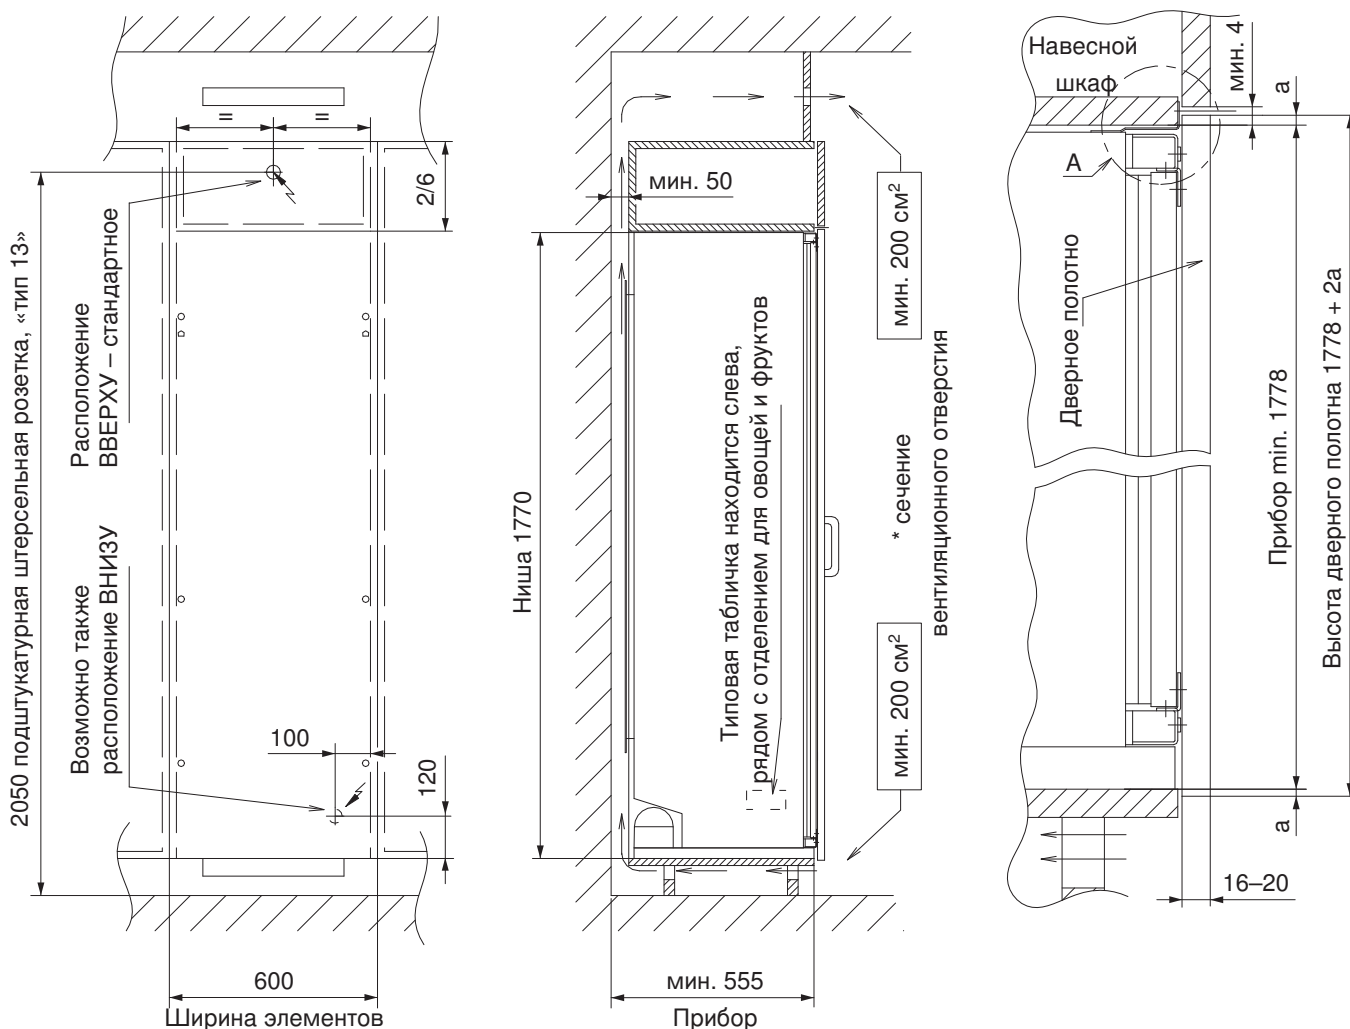 2050 подштукатурная штерсельная розетка, «тип 13»
=
=
2/6
Расположение
ВВЕРХУ – стандартное
Возможно также
расположение ВНИЗУ
100
120
600
Ширина элементов
мин. 50
Ниша 1770
Типовая табличка находится слева,
рядом с отделением для овощей и фруктов
мин. 200 см²
* сечение
вентиляционного отверстия
мин. 200 см²
мин. 555
Прибор
Навесной
шкаф
A
мин. 4
a
Дверное полотно
Прибор min. 1778
Высота дверного полотна 1778 + 2a
a
16–20